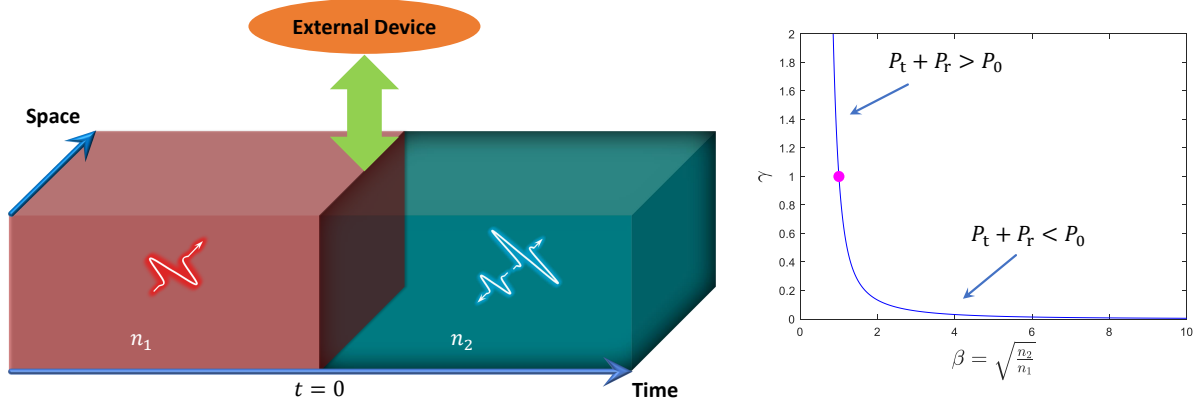 External Device
Space
n₁
n₂
t = 0
Time
2
1.8
1.6
1.4
1.2
1
0.8
0.6
0.4
0.2
0
γ
Pₜ + Pᵣ > P₀
Pₜ + Pᵣ < P₀
0
2
4
6
8
10
β = √(n₂/n₁)